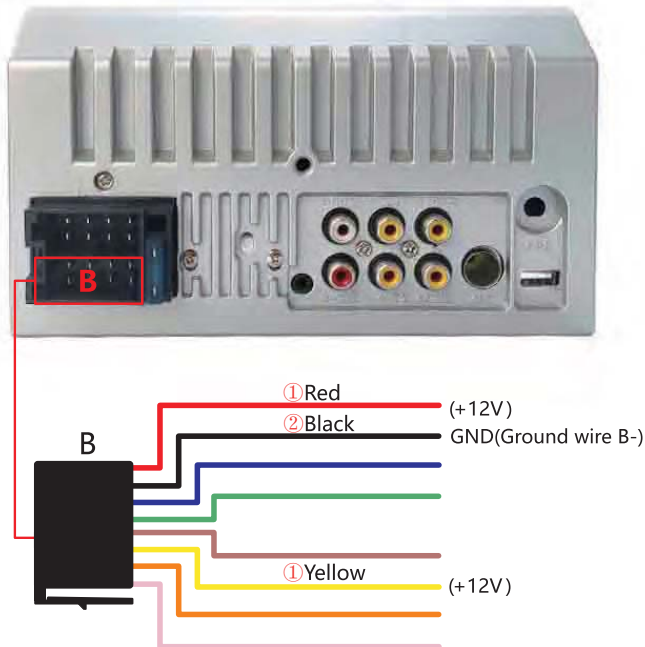 B
①Red
(+12V)
②Black
GND(Ground wire B-)
B
①Yellow
(+12V)